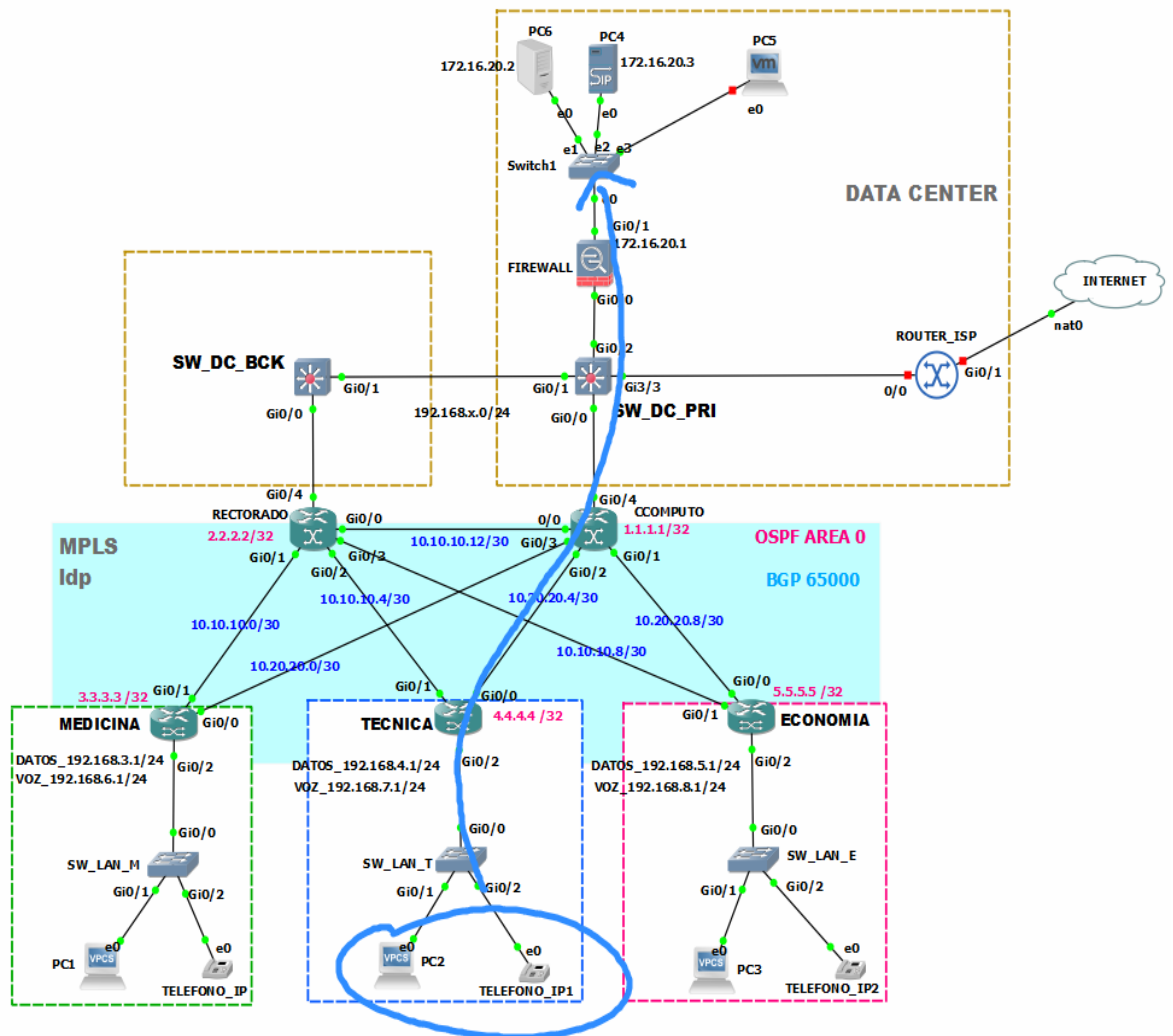 PC6
PC4
PC5
172.16.20.2
172.16.20.3
e0
e0
e0
e1
e2
e3
Switch1
DATA CENTER
Gi0/1
172.16.20.1
FIREWALL
INTERNET
nat0
ROUTER_ISP
Gi0/1
SW_DC_BCK
Gi0/1
Gi0/1
Gi3/3
0/0
Gi0/0
192.168.x.0/24
Gi0/0
SW_DC_PRI
Gi0/4
Gi0/4
RECTORADO
Gi0/0
0/0
CCOMPUTO
MPLS
ldp
2.2.2.2/32
10.10.10.12/30
1.1.1.1/32
OSPF AREA 0
Gi0/1
Gi0/3
Gi0/3
Gi0/1
Gi0/2
Gi0/2
BGP 65000
10.10.10.4/30
10.20.20.4/30
10.10.10.0/30
10.20.20.8/30
10.20.20.0/30
10.10.10.8/30
3.3.3.3 /32
Gi0/1
Gi0/1
Gi0/0
5.5.5.5 /32
Gi0/0
MEDICINA
Gi0/0
TECNICA
4.4.4.4 /32
Gi0/1
ECONOMIA
DATOS_192.168.3.1/24
VOZ_192.168.6.1/24
Gi0/2
DATOS_192.168.4.1/24
VOZ_192.168.7.1/24
Gi0/2
DATOS_192.168.5.1/24
VOZ_192.168.8.1/24
Gi0/2
Gi0/0
Gi0/0
Gi0/0
SW_LAN_M
SW_LAN_T
SW_LAN_E
Gi0/1
Gi0/2
Gi0/1
Gi0/2
Gi0/1
Gi0/2
e0
e0
e0
e0
e0
e0
PC1
VPCS
TELEFONO_IP
VPCS
PC2
TELEFONO_IP1
VPCS
PC3
TELEFONO_IP2